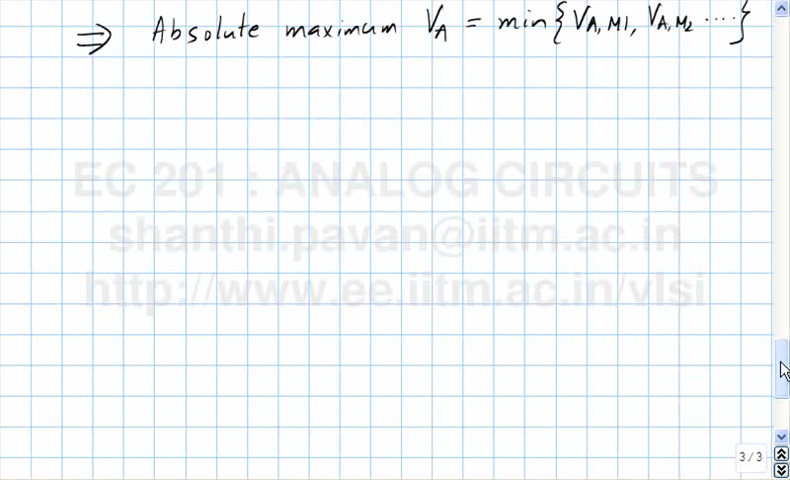 ⇒ Absolute maximum V_A = min{V_A,M1, V_A,M2 ....}
EC 201 : ANALOG CIRCUITS
shanthi.pavan@iitm.ac.in
http://www.ee.iitm.ac.in/vlsi
3 / 3